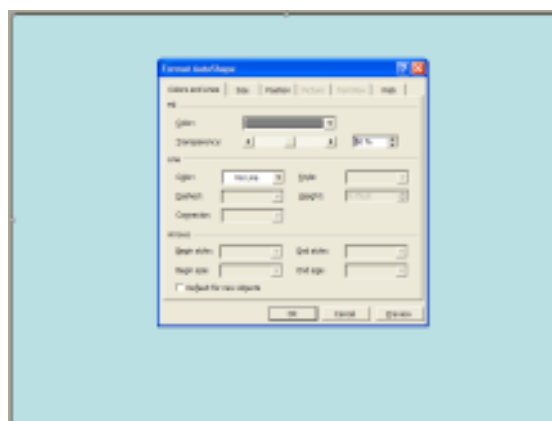 Format AutoShape
Colors and Lines Size Position Picture Text Box Web
Fill
Color:
Transparency:
Line
Color: No Line Style:
Dashed: Weight:
Connector:
Arrows
Begin style: End style:
Begin size: End size:
Default for new objects
OK Cancel Preview